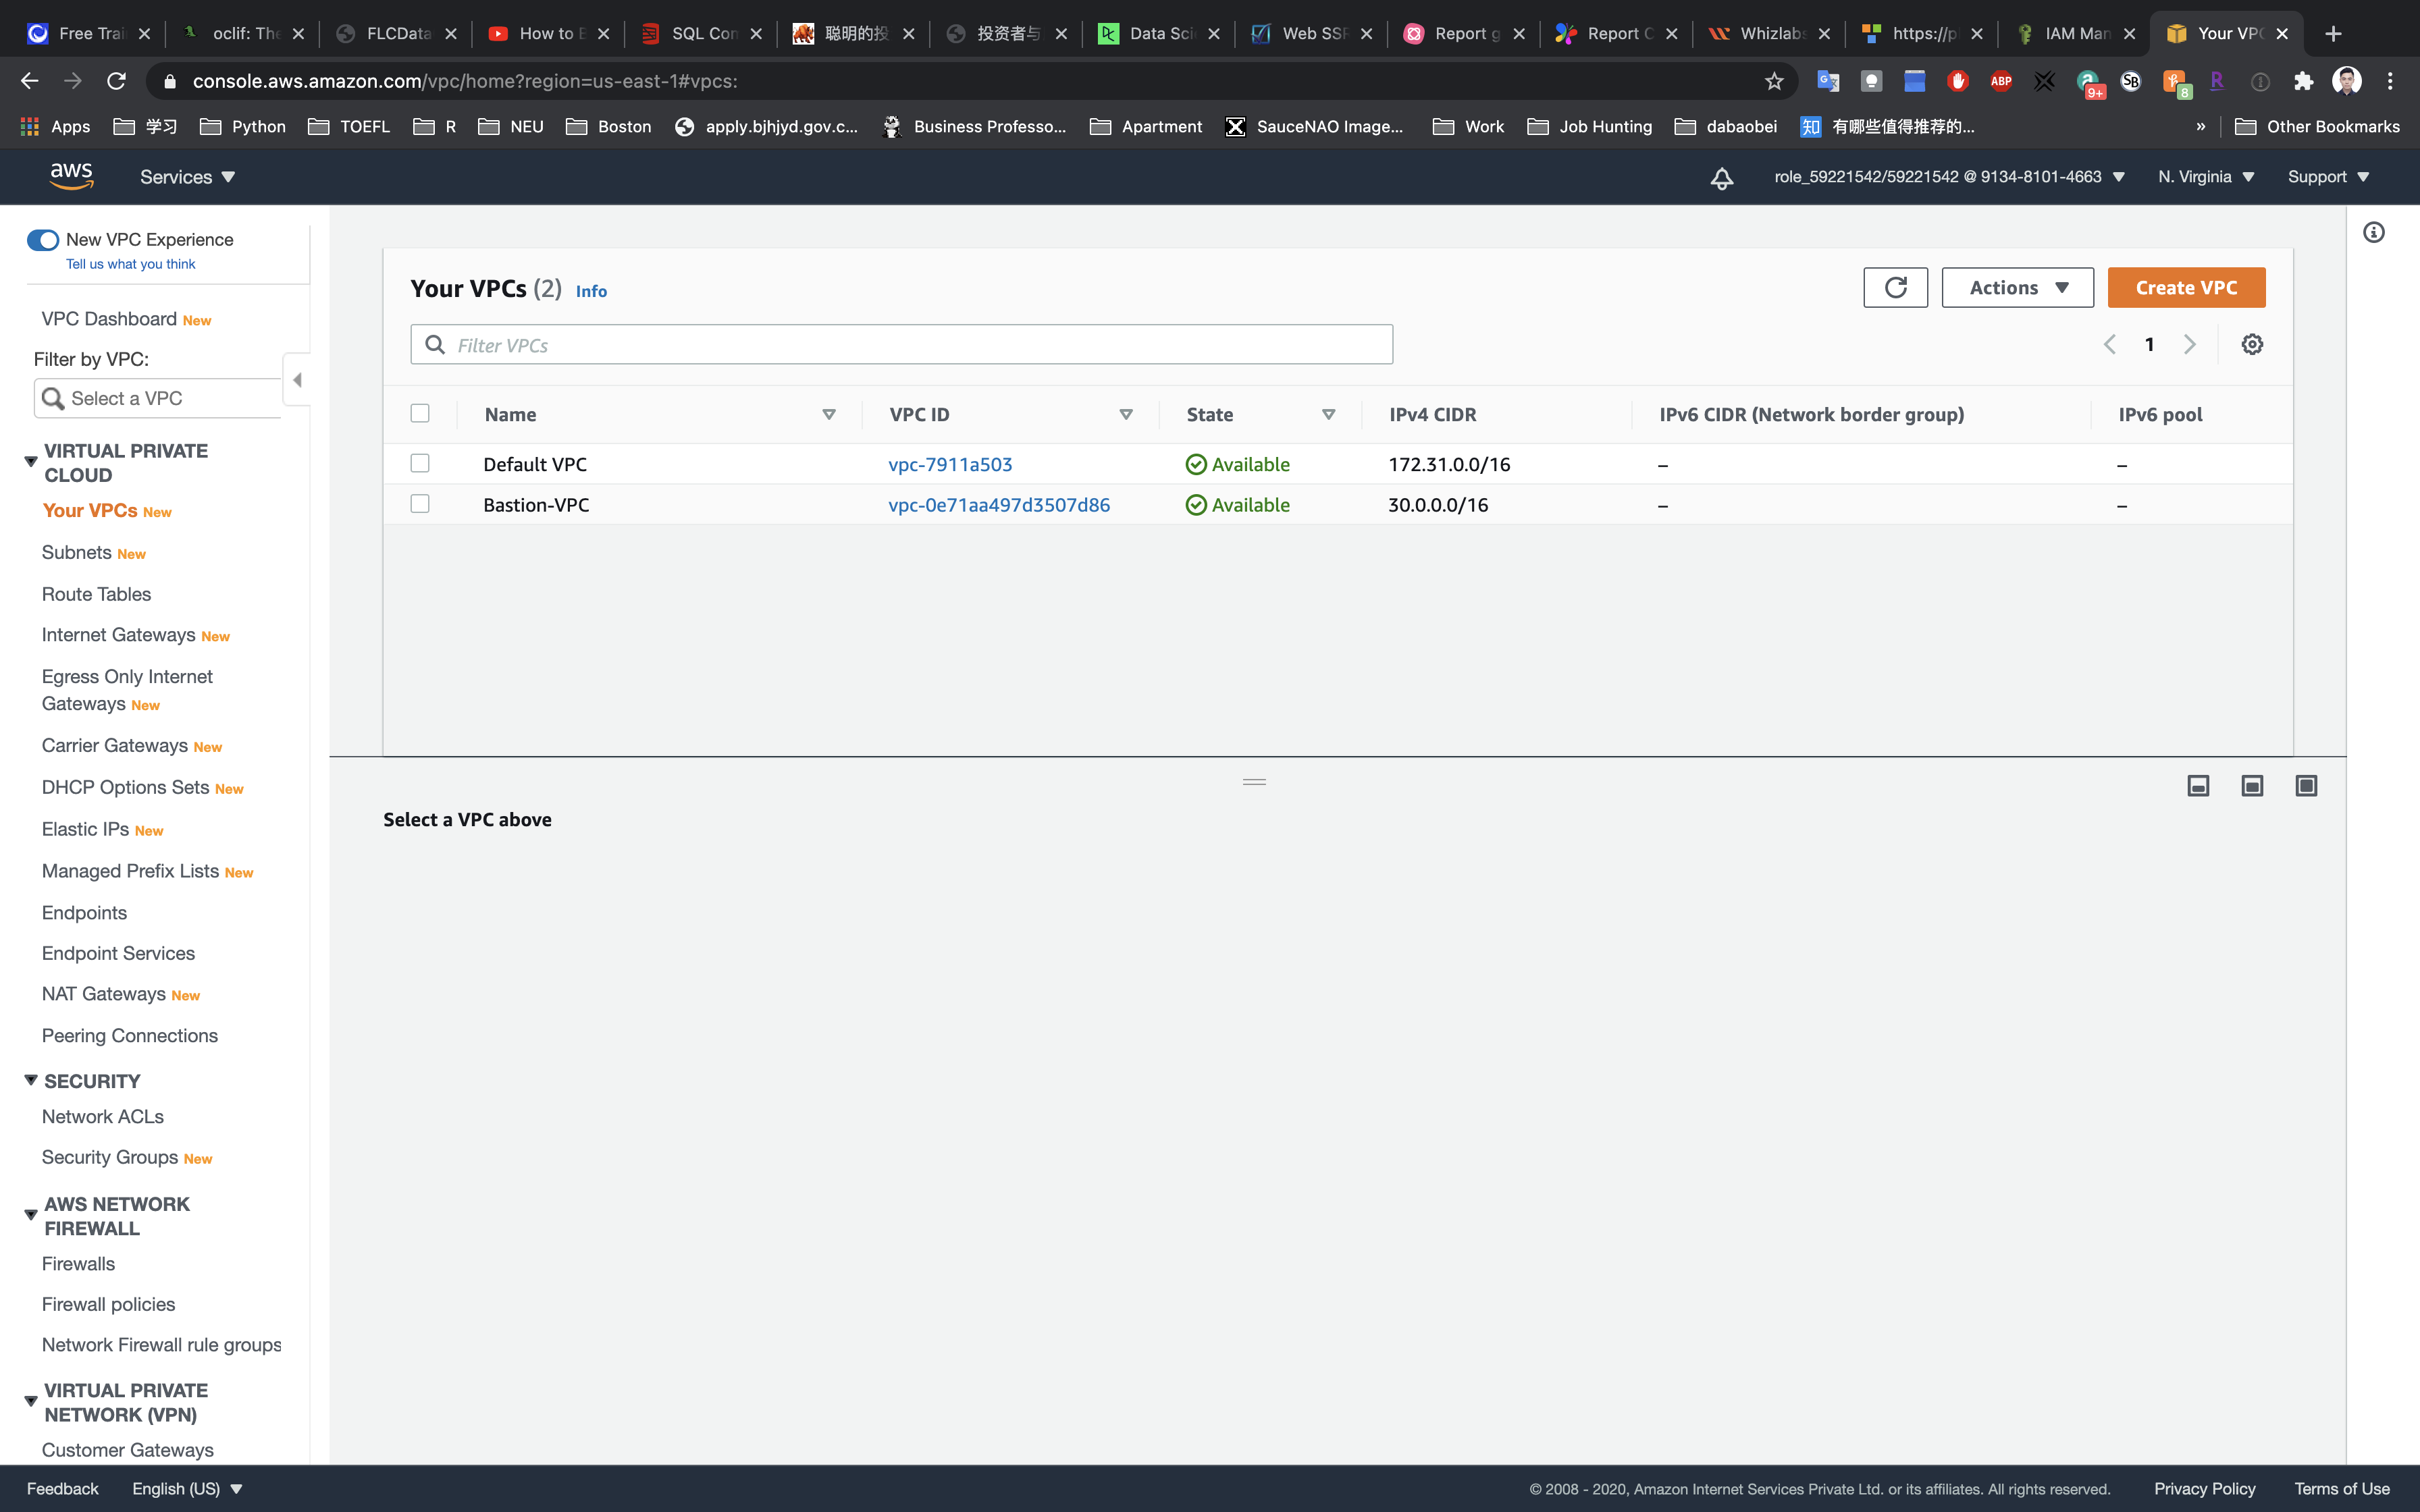 Free Trai
oclif: The
FLCData
How to B
SQL Con
聪明的投
投资者与
Data Sci
Web SSR
Report g
Report C
Whizlabs
https://p
IAM Man
Your VPC
console.aws.amazon.com/vpc/home?region=us-east-1#vpcs:
ABP
9+
SB
8
Apps
学习
Python
TOEFL
R
NEU
Boston
apply.bjhjyd.gov.c...
Business Professo...
Apartment
SauceNAO Image...
Work
Job Hunting
dabaobei
知 有哪些值得推荐的...
»
Other Bookmarks
aws
Services
role_59221542/59221542 @ 9134-8101-4663
N. Virginia
Support
New VPC Experience
Tell us what you think
VPC Dashboard New
Filter by VPC:
Select a VPC
VIRTUAL PRIVATE
CLOUD
Your VPCs New
Subnets New
Route Tables
Internet Gateways New
Egress Only Internet
Gateways New
Carrier Gateways New
DHCP Options Sets New
Elastic IPs New
Managed Prefix Lists New
Endpoints
Endpoint Services
NAT Gateways New
Peering Connections
SECURITY
Network ACLs
Security Groups New
AWS NETWORK
FIREWALL
Firewalls
Firewall policies
Network Firewall rule groups
VIRTUAL PRIVATE
NETWORK (VPN)
Customer Gateways
Your VPCs (2) Info
Actions
Create VPC
Filter VPCs
1
Name VPC ID State IPv4 CIDR IPv6 CIDR (Network border group) IPv6 pool
Default VPC vpc-7911a503 Available 172.31.0.0/16 – –
Bastion-VPC vpc-0e71aa497d3507d86 Available 30.0.0.0/16 – –
Select a VPC above
Feedback
English (US)
© 2008 - 2020, Amazon Internet Services Private Ltd. or its affiliates. All rights reserved.
Privacy Policy
Terms of Use